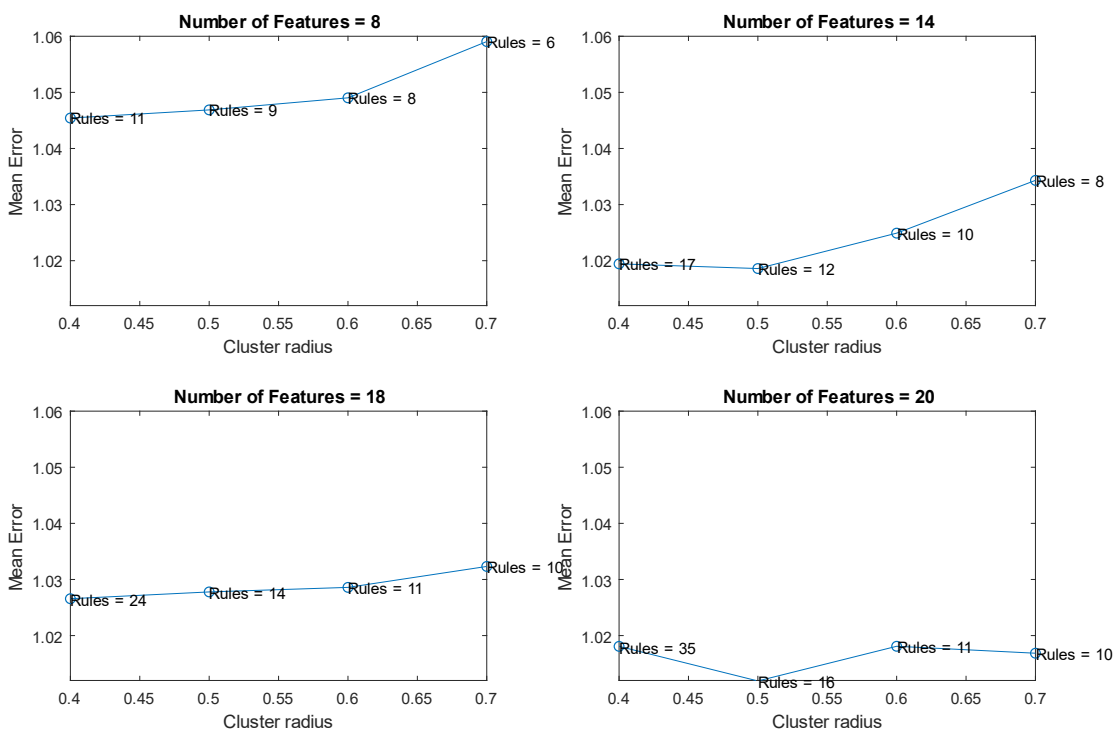 Number of Features = 8
1.06
1.05
1.04
1.03
1.02
Mean Error
Rules = 11
Rules = 9
Rules = 8
Rules = 6
0.4 0.45 0.5 0.55 0.6 0.65 0.7
Cluster radius
Number of Features = 14
1.06
1.05
1.04
1.03
1.02
Mean Error
Rules = 17
Rules = 12
Rules = 10
Rules = 8
0.4 0.45 0.5 0.55 0.6 0.65 0.7
Cluster radius
Number of Features = 18
1.06
1.05
1.04
1.03
1.02
Mean Error
Rules = 24
Rules = 14
Rules = 11
Rules = 10
0.4 0.45 0.5 0.55 0.6 0.65 0.7
Cluster radius
Number of Features = 20
1.06
1.05
1.04
1.03
1.02
Mean Error
Rules = 35
Rules = 16
Rules = 11
Rules = 10
0.4 0.45 0.5 0.55 0.6 0.65 0.7
Cluster radius